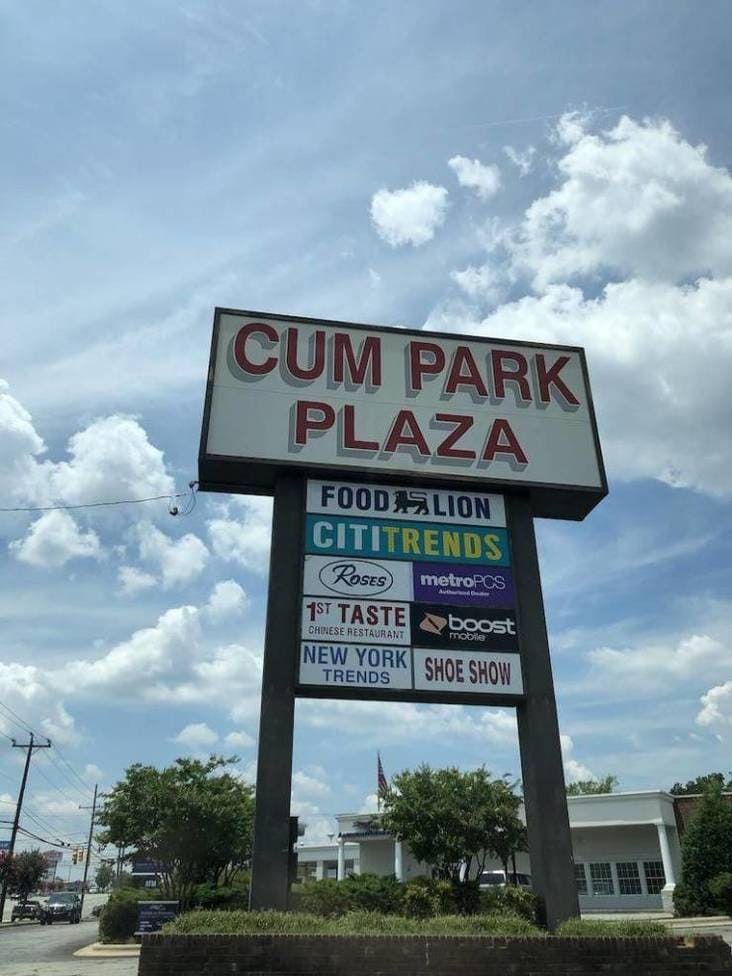 CUM PARK
PLAZA
FOOD LION
CITITRENDS
ROSES
metroPCS
Authorized Dealer
1ST TASTE
CHINESE RESTAURANT
boost
mobile
NEW YORK
TRENDS
SHOE SHOW